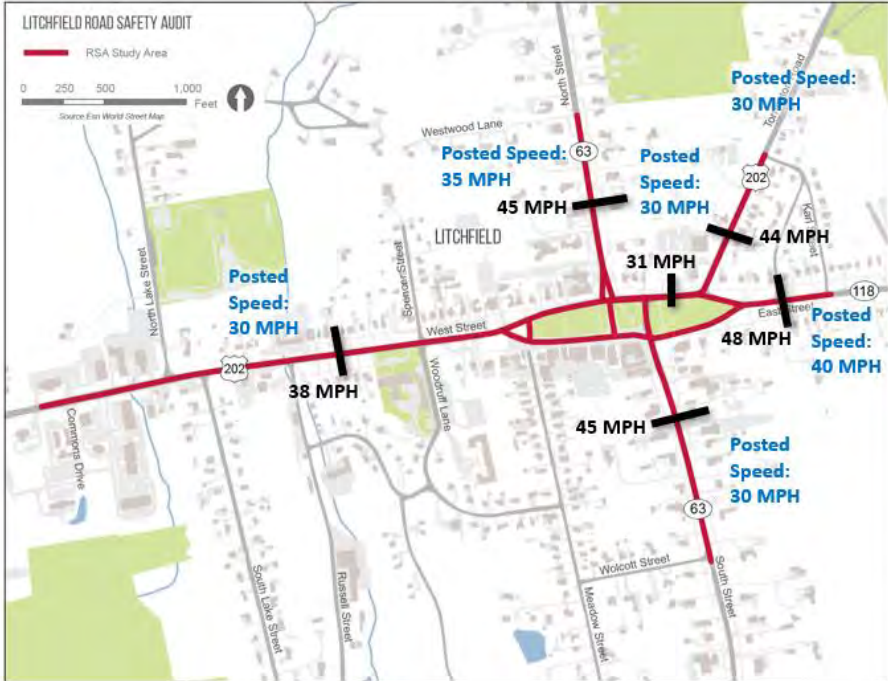 LITCHFIELD ROAD SAFETY AUDIT
RSA Study Area
0 250 500 1,000
Feet
Source:Esri World Street Map
North Street
Westwood Lane
Posted Speed:
30 MPH
Posted Speed:
35 MPH
63
45 MPH
Posted
Speed:
30 MPH
202
44 MPH
LITCHFIELD
31 MPH
118
East Street
48 MPH
Posted
Speed:
40 MPH
North Lake Street
Posted
Speed:
30 MPH
Spencer Street
West Street
202
38 MPH
Woodruff Lane
Commons Drive
45 MPH
Posted
Speed:
30 MPH
63
South Lake Street
Russell Street
Wolcott Street
Meadow Street
South Street